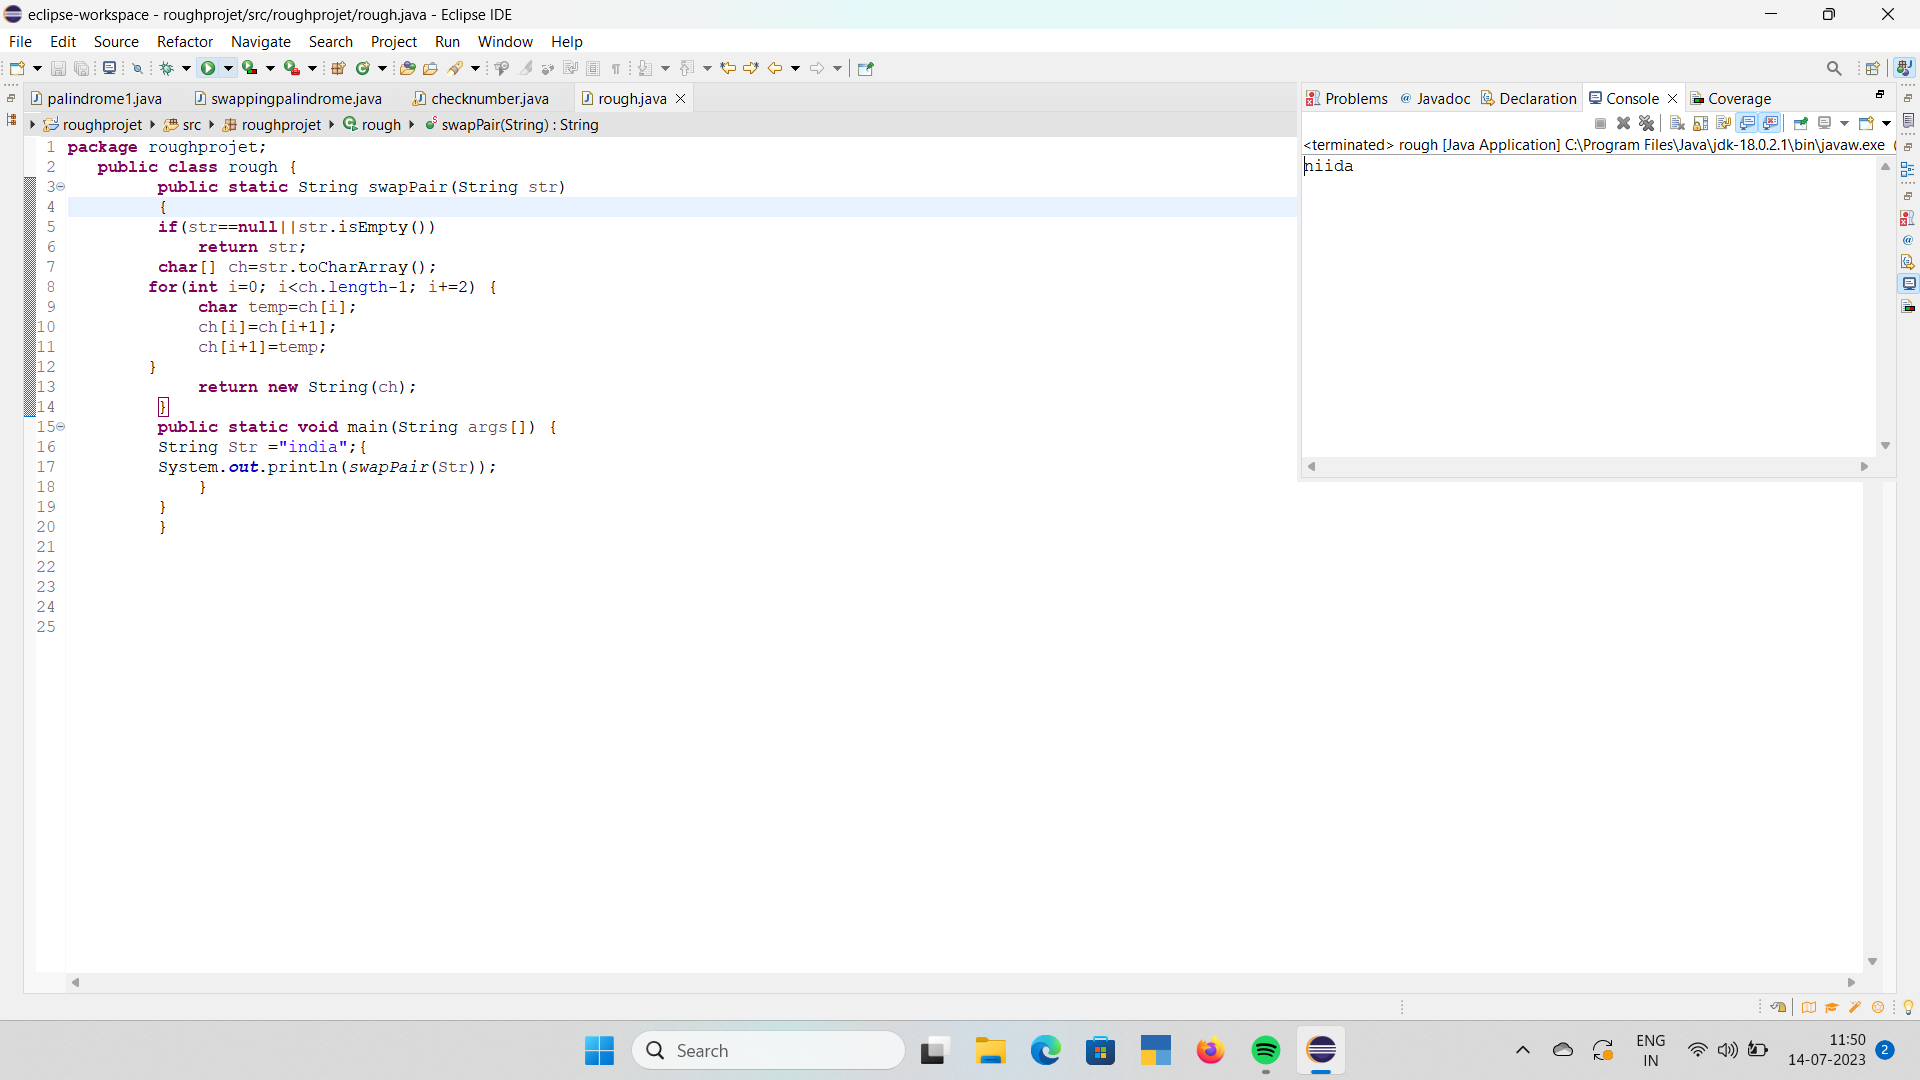 eclipse-workspace - roughprojet/src/roughprojet/rough.java - Eclipse IDE
File Edit Source Refactor Navigate Search Project Run Window Help
palindrome1.java swappingpalindrome.java checknumber.java rough.java
roughprojet src roughprojet rough swapPair(String) : String
1 package roughprojet;
2 public class rough {
3 public static String swapPair(String str)
4 {
5 if(str==null||str.isEmpty())
6 return str;
7 char[] ch=str.toCharArray();
8 for(int i=0; i<ch.length-1; i+=2) {
9 char temp=ch[i];
10 ch[i]=ch[i+1];
11 ch[i+1]=temp;
12 }
13 return new String(ch);
14 }
15 public static void main(String args[]) {
16 String Str ="india";{
17 System.out.println(swapPair(Str));
18 }
19 }
20 }
21
22
23
24
25
Problems @ Javadoc Declaration Console Coverage
<terminated> rough [Java Application] C:\Program Files\Java\jdk-18.0.2.1\bin\javaw.exe (
niida
Search
ENG
IN
11:50
14-07-2023
2